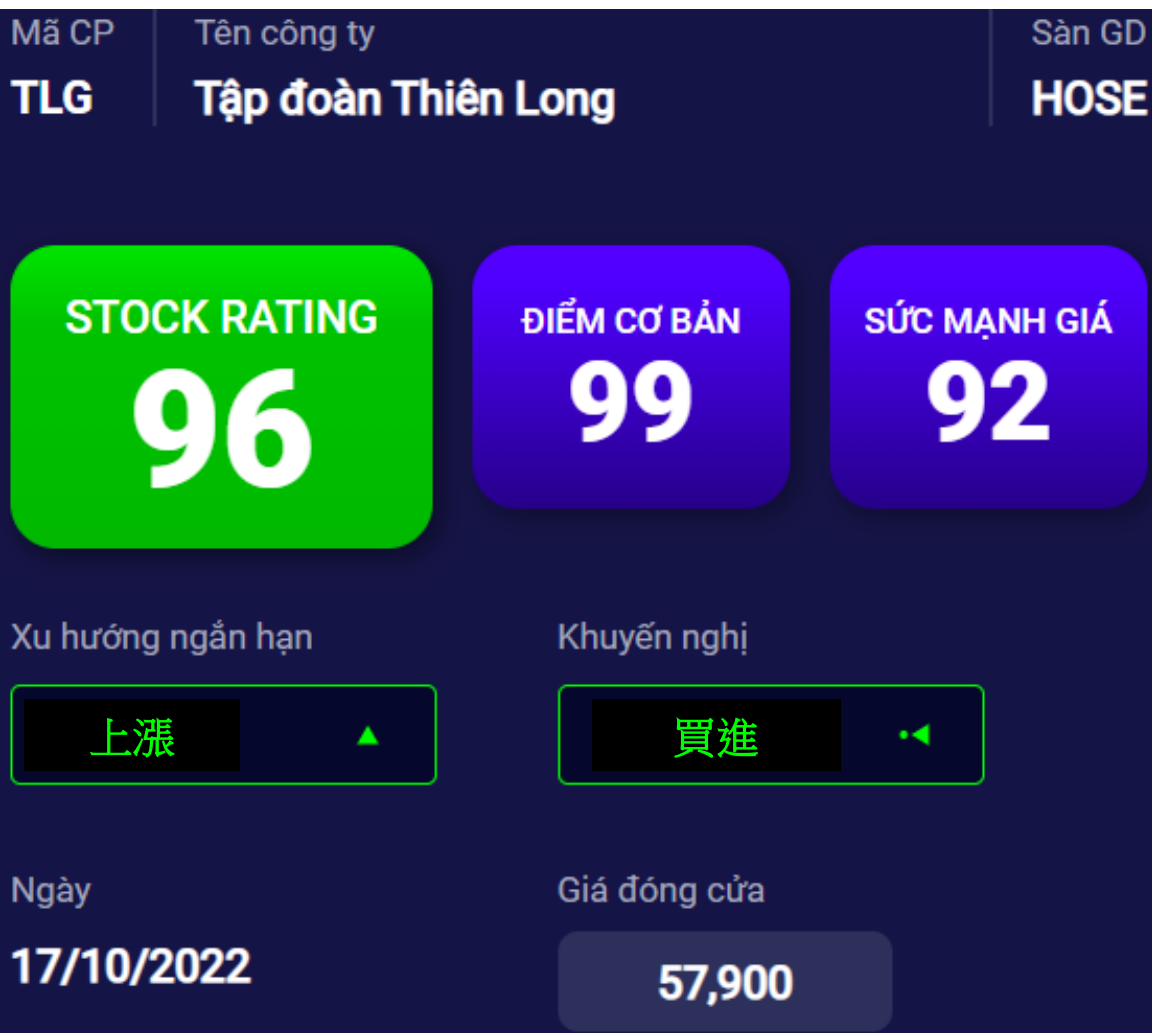 Mã CP
Tên công ty
Sàn GD
TLG
Tập đoàn Thiên Long
HOSE
STOCK RATING
96
ĐIỂM CƠ BẢN
99
SỨC MẠNH GIÁ
92
Xu hướng ngắn hạn
Khuyến nghị
上漲
買進
Ngày
Giá đóng cửa
17/10/2022
57,900